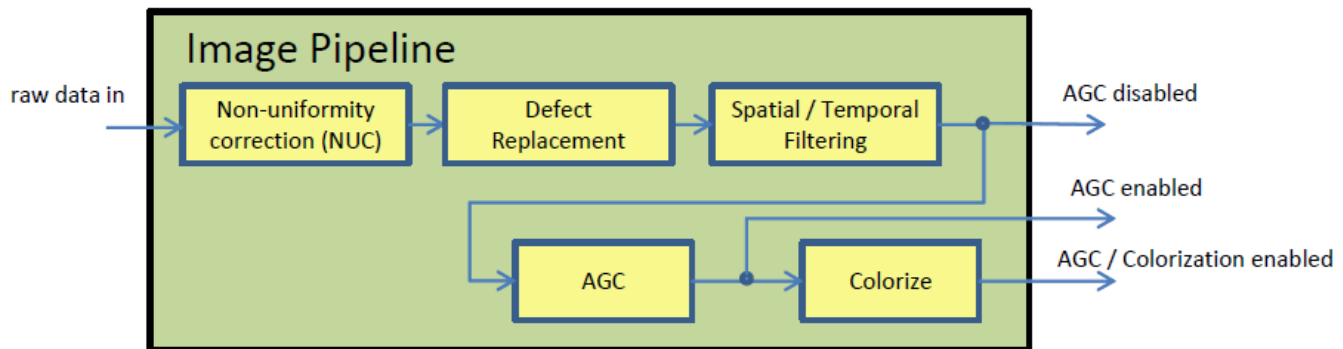 Image Pipeline
raw data in
Non-uniformity
correction (NUC)
Defect
Replacement
Spatial / Temporal
Filtering
AGC disabled
AGC enabled
AGC
Colorize
AGC / Colorization enabled